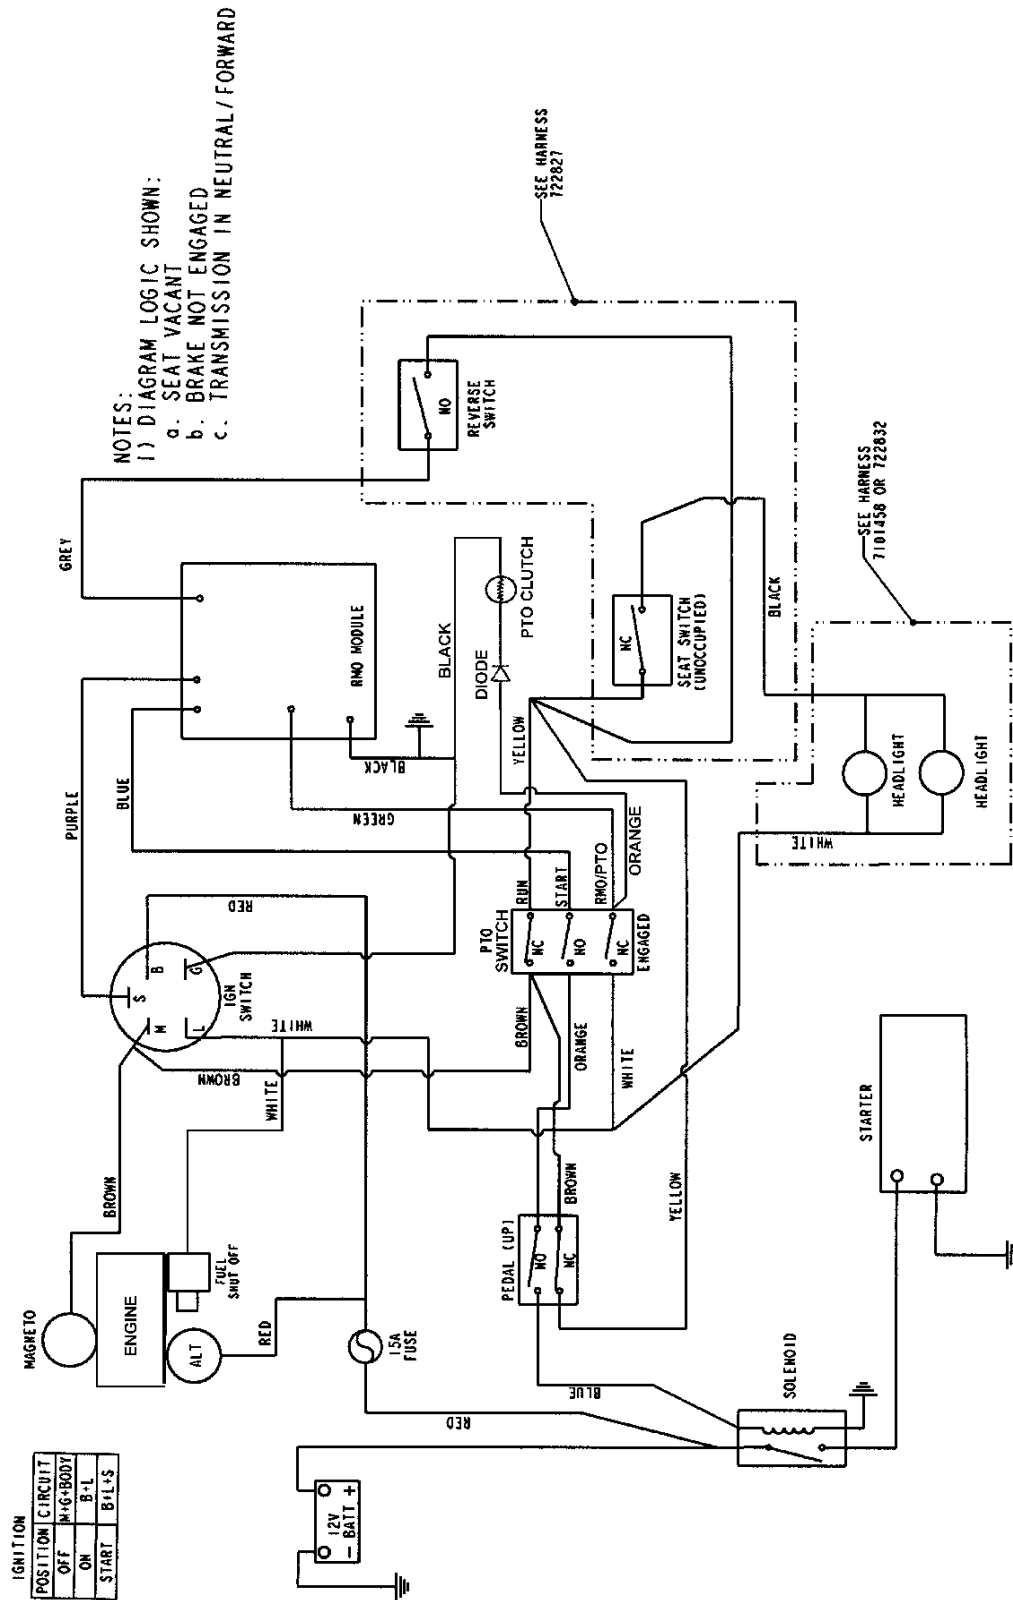 NOTES:
1) DIAGRAM LOGIC SHOWN:
a. SEAT VACANT
b. BRAKE NOT ENGAGED
c. TRANSMISSION IN NEUTRAL/FORWARD
IGNITION
POSITION CIRCUIT
OFF M+G+BODY
ON B+L
START B+L+S
MAGNETO
ENGINE
ALT
FUEL
SHUT OFF
BROWN
RED
WHITE
BROWN
M
S
B
L
G
IGN
SWITCH
WHITE
RED
PURPLE
BLUE
GREY
RMO MODULE
GREEN
BLACK
BLACK
DIODE
PTO CLUTCH
NO
REVERSE
SWITCH
SEE HARNESS
722827
12V
- BATT +
15A
FUSE
RED
BLUE
PEDAL (UP)
NO
NC
BROWN
BROWN
ORANGE
WHITE
PTO
SWITCH
NC
NO
NC
ENGAGED
RUN
START
RMO/PTO
ORANGE
YELLOW
NC
SEAT SWITCH
(UNOCCUPIED)
BLACK
YELLOW
SOLENOID
STARTER
WHITE
HEADLIGHT
HEADLIGHT
SEE HARNESS
7101458 OR 722832